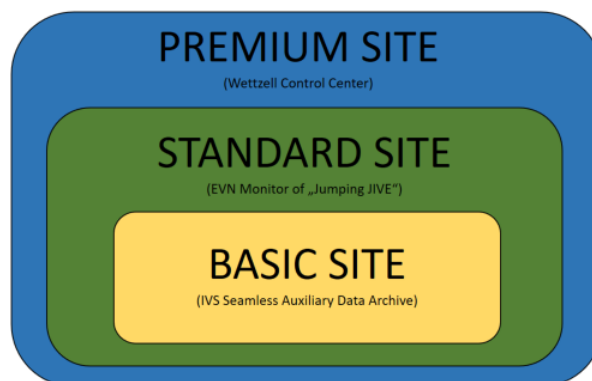 PREMIUM SITE
(Wettzell Control Center)
STANDARD SITE
(EVN Monitor of „Jumping JIVE“)
BASIC SITE
(IVS Seamless Auxiliary Data Archive)